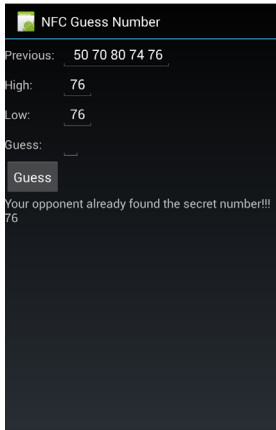 NFC Guess Number
Previous: 50 70 80 74 76
High: 76
Low: 76
Guess:
Guess
Your opponent already found the secret number!!!
76